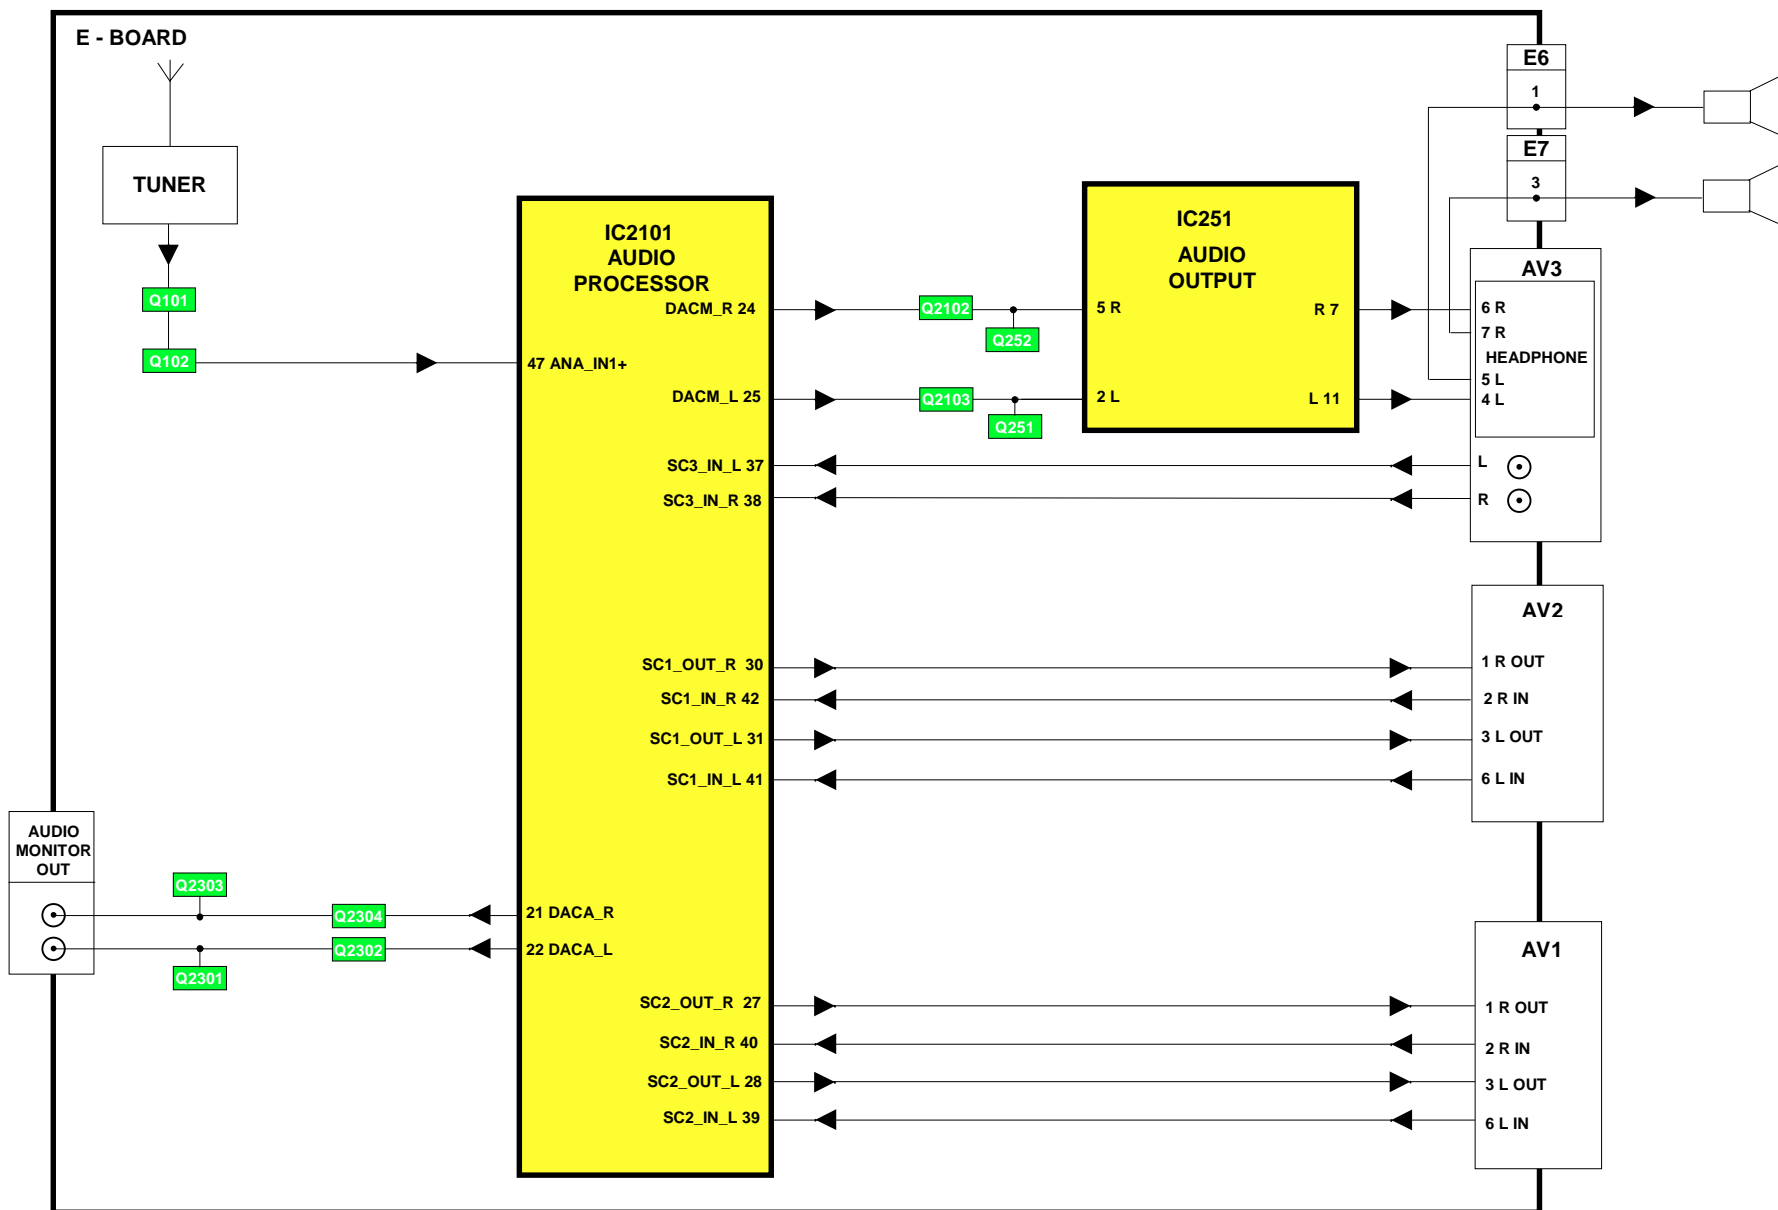 E - BOARD
TUNER
Q101
Q102
IC2101
AUDIO
PROCESSOR
DACM_R 24
47 ANA_IN1+
DACM_L 25
SC3_IN_L 37
SC3_IN_R 38
SC1_OUT_R 30
SC1_IN_R 42
SC1_OUT_L 31
SC1_IN_L 41
21 DACA_R
22 DACA_L
SC2_OUT_R 27
SC2_IN_R 40
SC2_OUT_L 28
SC2_IN_L 39
Q2102
Q252
Q2103
Q251
IC251
AUDIO
OUTPUT
5 R
R 7
2 L
L 11
E6
1
E7
3
AV3
6 R
7 R
HEADPHONE
5 L
4 L
L
R
AV2
1 R OUT
2 R IN
3 L OUT
6 L IN
AV1
1 R OUT
2 R IN
3 L OUT
6 L IN
AUDIO
MONITOR
OUT
Q2303
Q2304
Q2302
Q2301